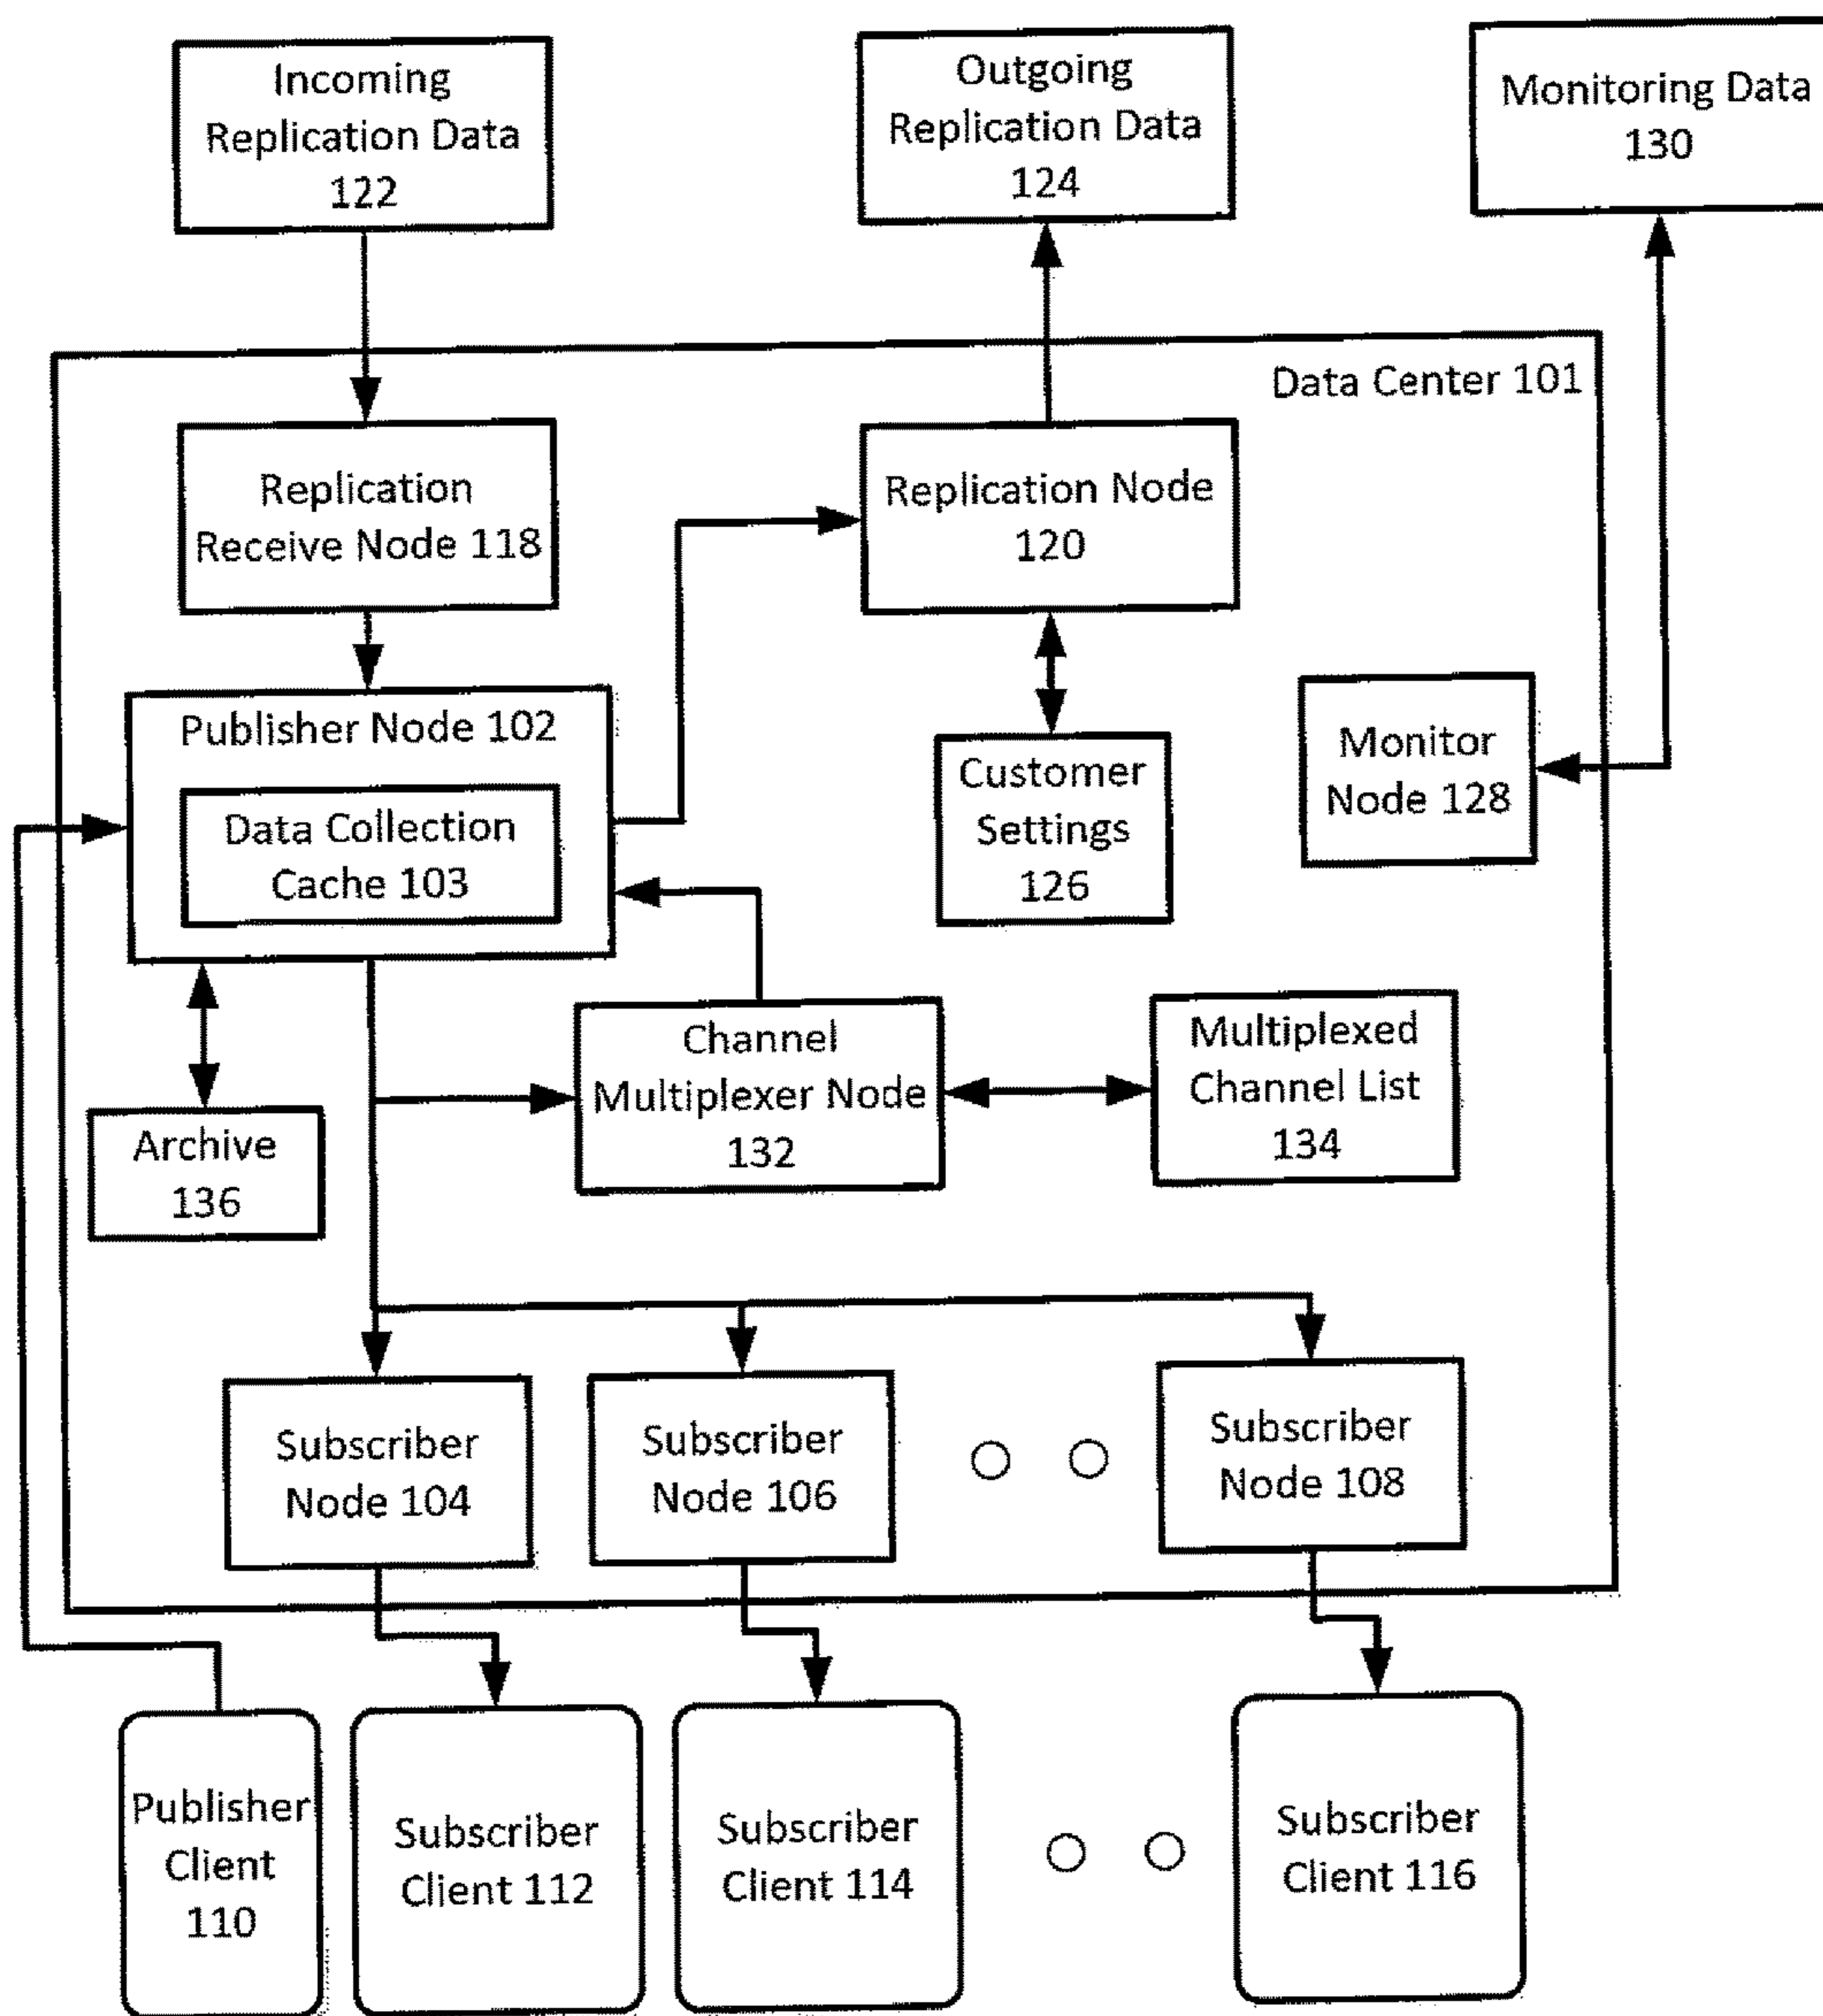 Incoming
Replication Data
122
Outgoing
Replication Data
124
Monitoring Data
130
Data Center 101
Replication
Receive Node 118
Replication Node
120
Publisher Node 102
Data Collection
Cache 103
Customer
Settings
126
Monitor
Node 128
Channel
Multiplexer Node
132
Multiplexed
Channel List
134
Archive
136
Subscriber
Node 104
Subscriber
Node 106
Subscriber
Node 108
Publisher
Client
110
Subscriber
Client 112
Subscriber
Client 114
Subscriber
Client 116